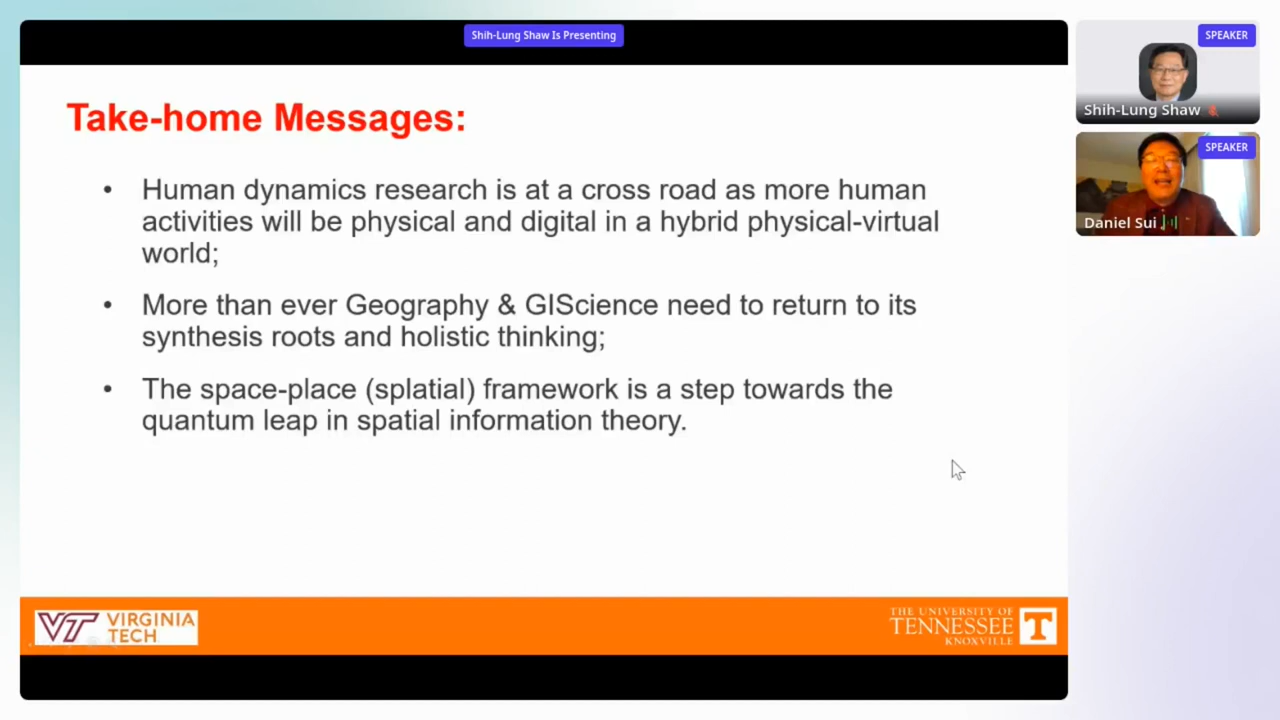 Shih-Lung Shaw Is Presenting
SPEAKER
Shih-Lung Shaw
SPEAKER
Daniel Sui
Take-home Messages:
• Human dynamics research is at a cross road as more human
activities will be physical and digital in a hybrid physical-virtual
world;
• More than ever Geography & GIScience need to return to its
synthesis roots and holistic thinking;
• The space-place (splatial) framework is a step towards the
quantum leap in spatial information theory.
VT VIRGINIA
TECH
THE UNIVERSITY OF
TENNESSEE
KNOXVILLE
T